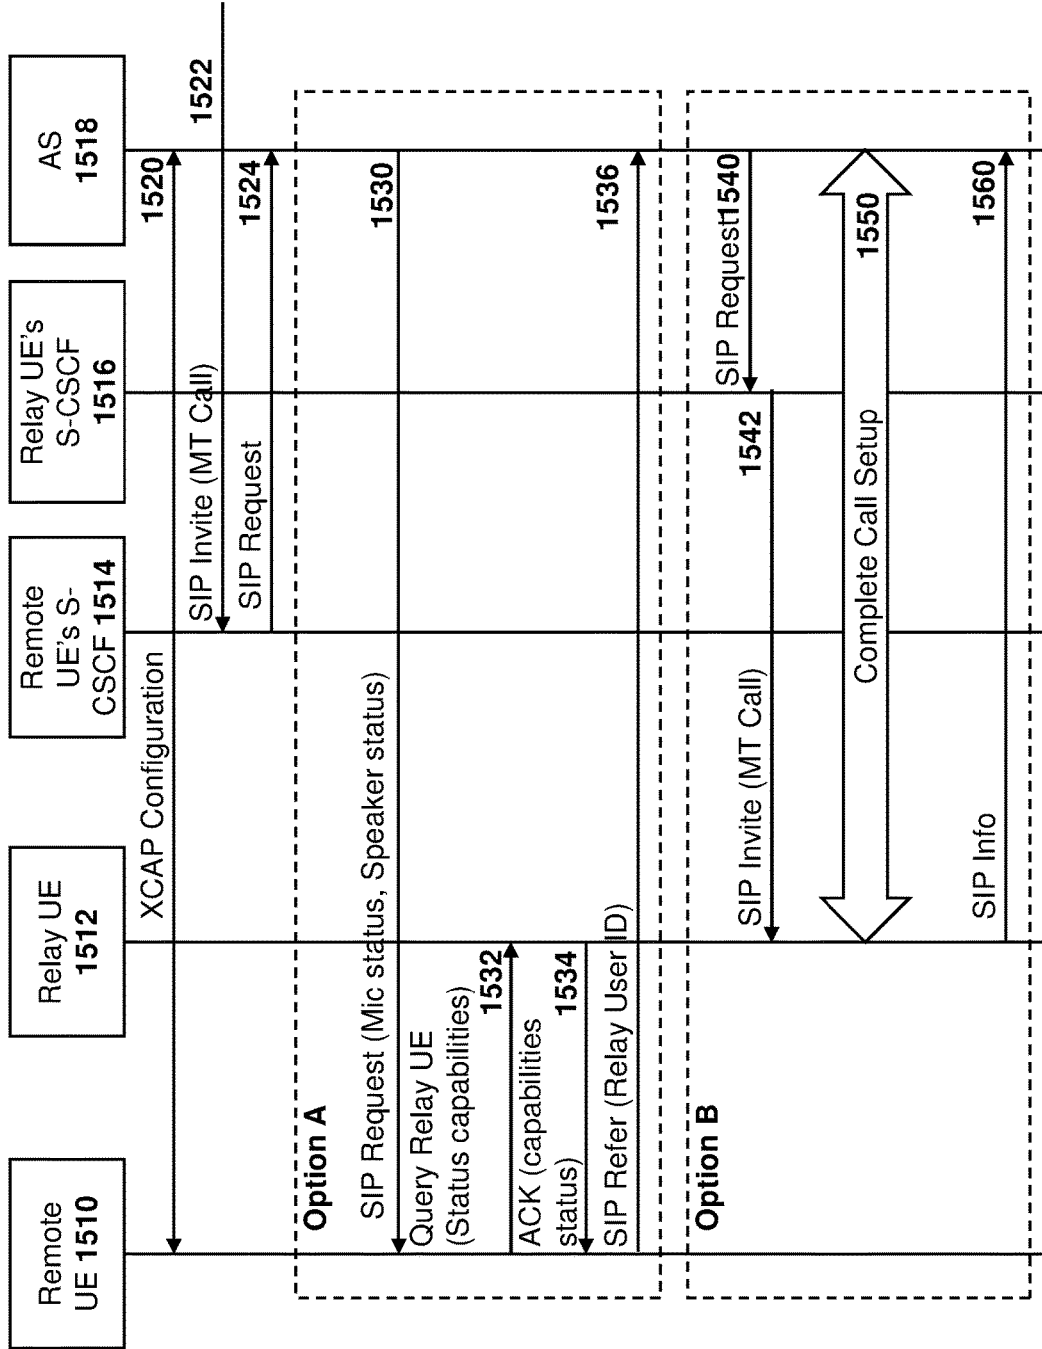 Remote
UE 1510
Relay UE
1512
Remote
UE's S-
CSCF 1514
Relay UE's
S-CSCF
1516
AS
1518
XCAP Configuration
1520
SIP Invite (MT Call)
1522
SIP Request
1524
Option A
SIP Request (Mic status, Speaker status)
1530
Query Relay UE
(Status capabilities)
1532
ACK (capabilities
status)
1534
SIP Refer (Relay User ID)
1536
Option B
SIP Request 1540
SIP Invite (MT Call)
1542
Complete Call Setup
1550
SIP Info
1560